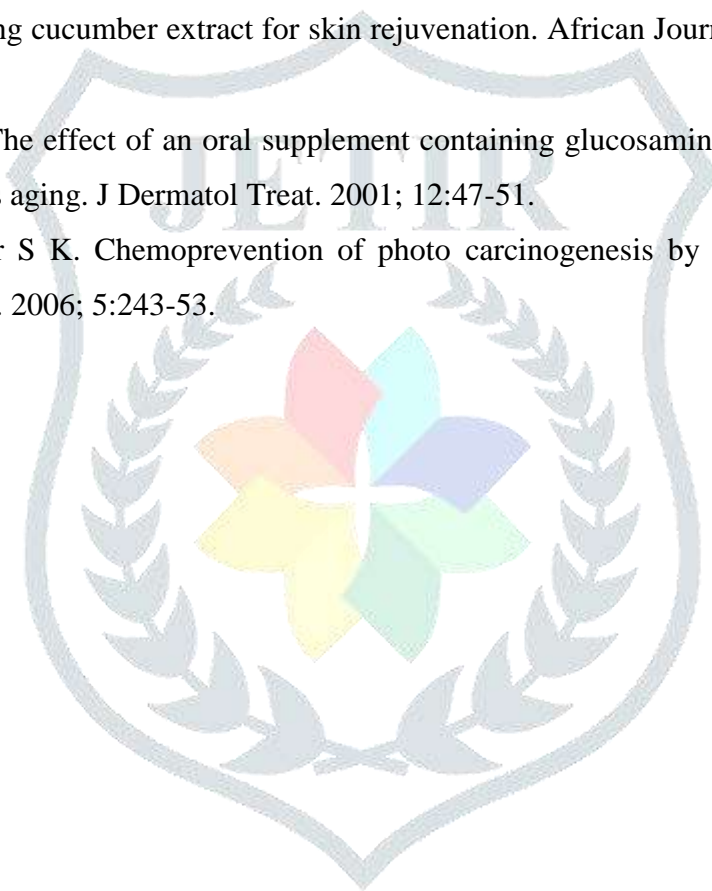 ng cucumber extract for skin rejuvenation. African Jour
The effect of an oral supplement containing glucosamin
s aging. J Dermatol Treat. 2001; 12:47-51.
r S K. Chemoprevention of photo carcinogenesis by
. 2006; 5:243-53.
JETIR